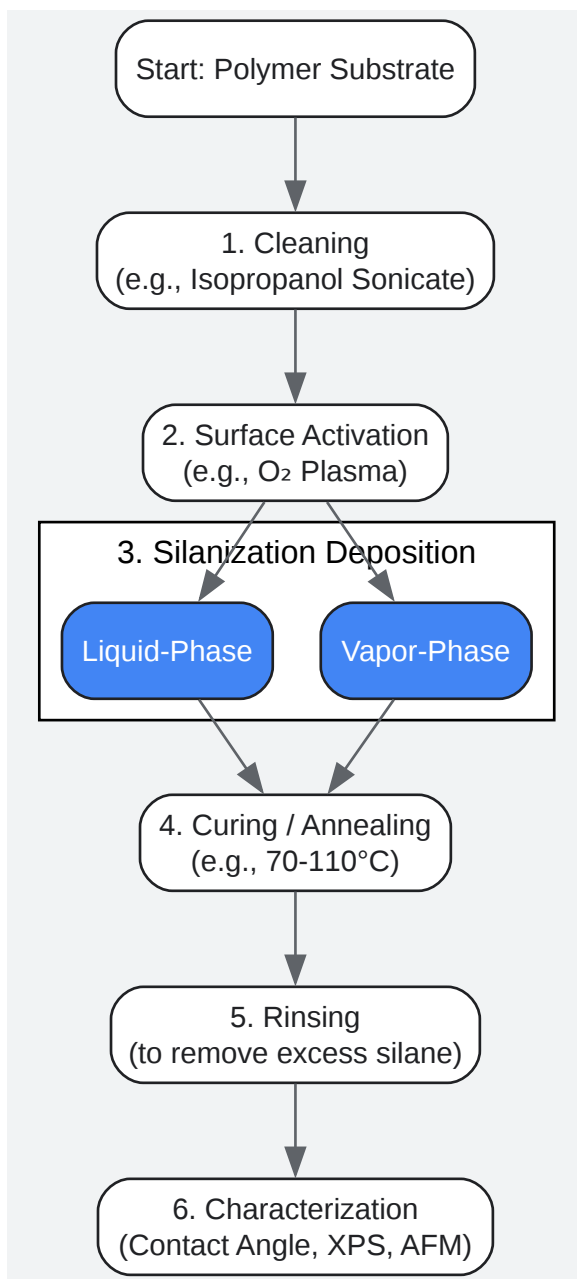 Start: Polymer Substrate
1. Cleaning
(e.g., Isopropanol Sonicate)
2. Surface Activation
(e.g., O₂ Plasma)
3. Silanization Deposition
Liquid-Phase
Vapor-Phase
4. Curing / Annealing
(e.g., 70-110°C)
5. Rinsing
(to remove excess silane)
6. Characterization
(Contact Angle, XPS, AFM)